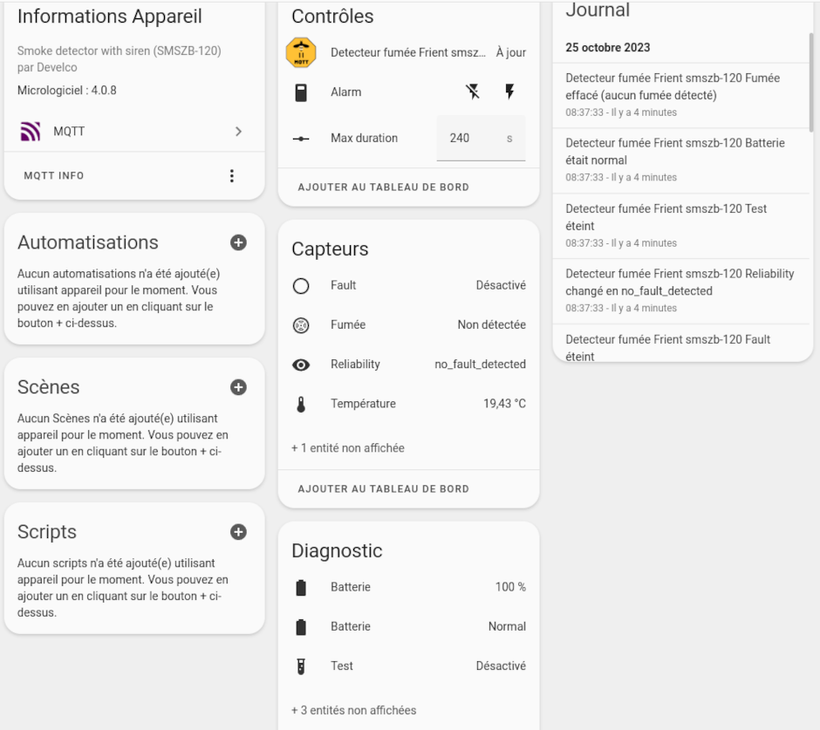 Informations Appareil
Smoke detector with siren (SMSZB-120)
par Develco
Micrologiciel : 4.0.8
MQTT
MQTT INFO
Automatisations
Aucun automatisations n'a été ajouté(e)
utilisant appareil pour le moment. Vous
pouvez en ajouter un en cliquant sur le
bouton + ci-dessus.
Scènes
Aucun Scènes n'a été ajouté(e) utilisant
appareil pour le moment. Vous pouvez en
ajouter un en cliquant sur le bouton + ci-
dessus.
Scripts
Aucun scripts n'a été ajouté(e) utilisant
appareil pour le moment. Vous pouvez en
ajouter un en cliquant sur le bouton + ci-
dessus.
Contrôles
MQTT
Detecteur fumée Frient smsz... À jour
Alarm
Max duration 240 s
AJOUTER AU TABLEAU DE BORD
Capteurs
Fault Désactivé
Fumée Non détectée
Reliability no_fault_detected
Température 19,43 °C
+ 1 entité non affichée
AJOUTER AU TABLEAU DE BORD
Diagnostic
Batterie 100 %
Batterie Normal
Test Désactivé
+ 3 entités non affichées
Journal
25 octobre 2023
Detecteur fumée Frient smszb-120 Fumée
effacé (aucun fumée détecté)
08:37:33 - Il y a 4 minutes
Detecteur fumée Frient smszb-120 Batterie
était normal
08:37:33 - Il y a 4 minutes
Detecteur fumée Frient smszb-120 Test
éteint
08:37:33 - Il y a 4 minutes
Detecteur fumée Frient smszb-120 Reliability
changé en no_fault_detected
08:37:33 - Il y a 4 minutes
Detecteur fumée Frient smszb-120 Fault
éteint